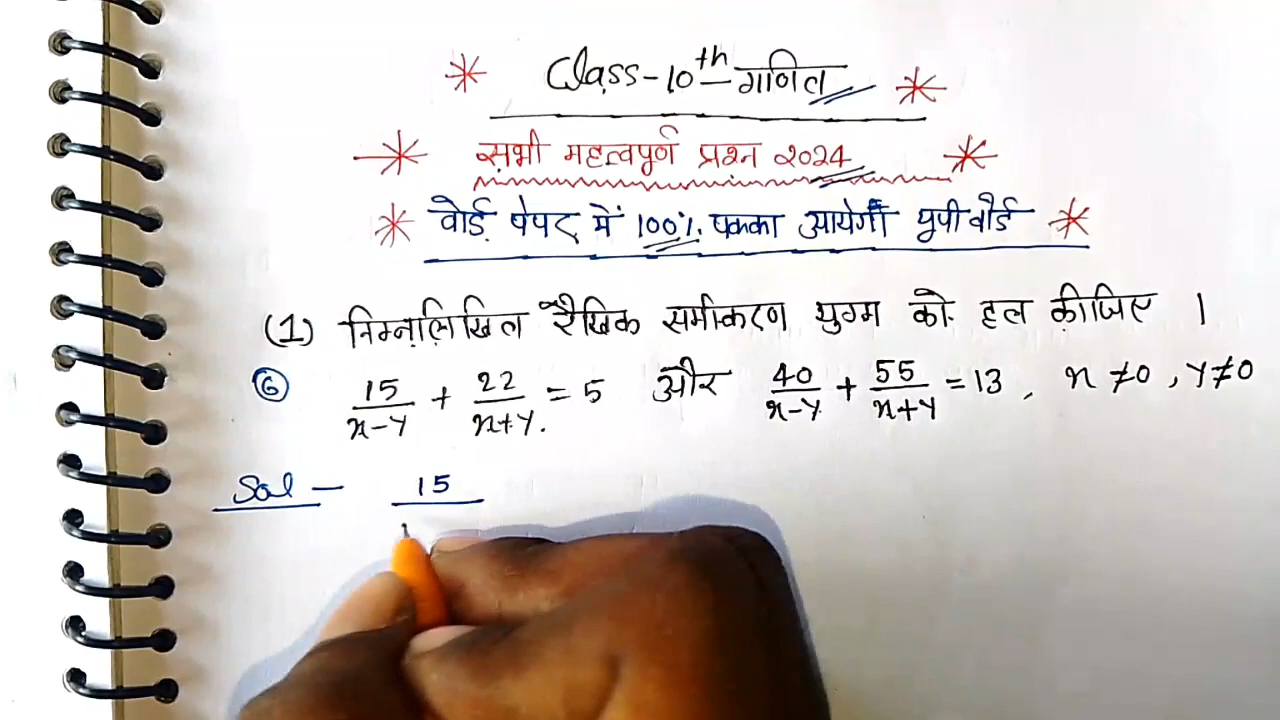 Class-10th गणित
सभी महत्वपूर्ण प्रश्न २०24
वोर्ड पेपर में 100% पक्का आयेगी यूपी वोर्ड
(1) निम्नलिखित रैखिक समीकरण युग्म को हल कीजिए ।
6 15/x-y + 22/x+y. = 5 और 40/x-y + 55/x+y = 13, x ≠0, y≠0
Sol - 15